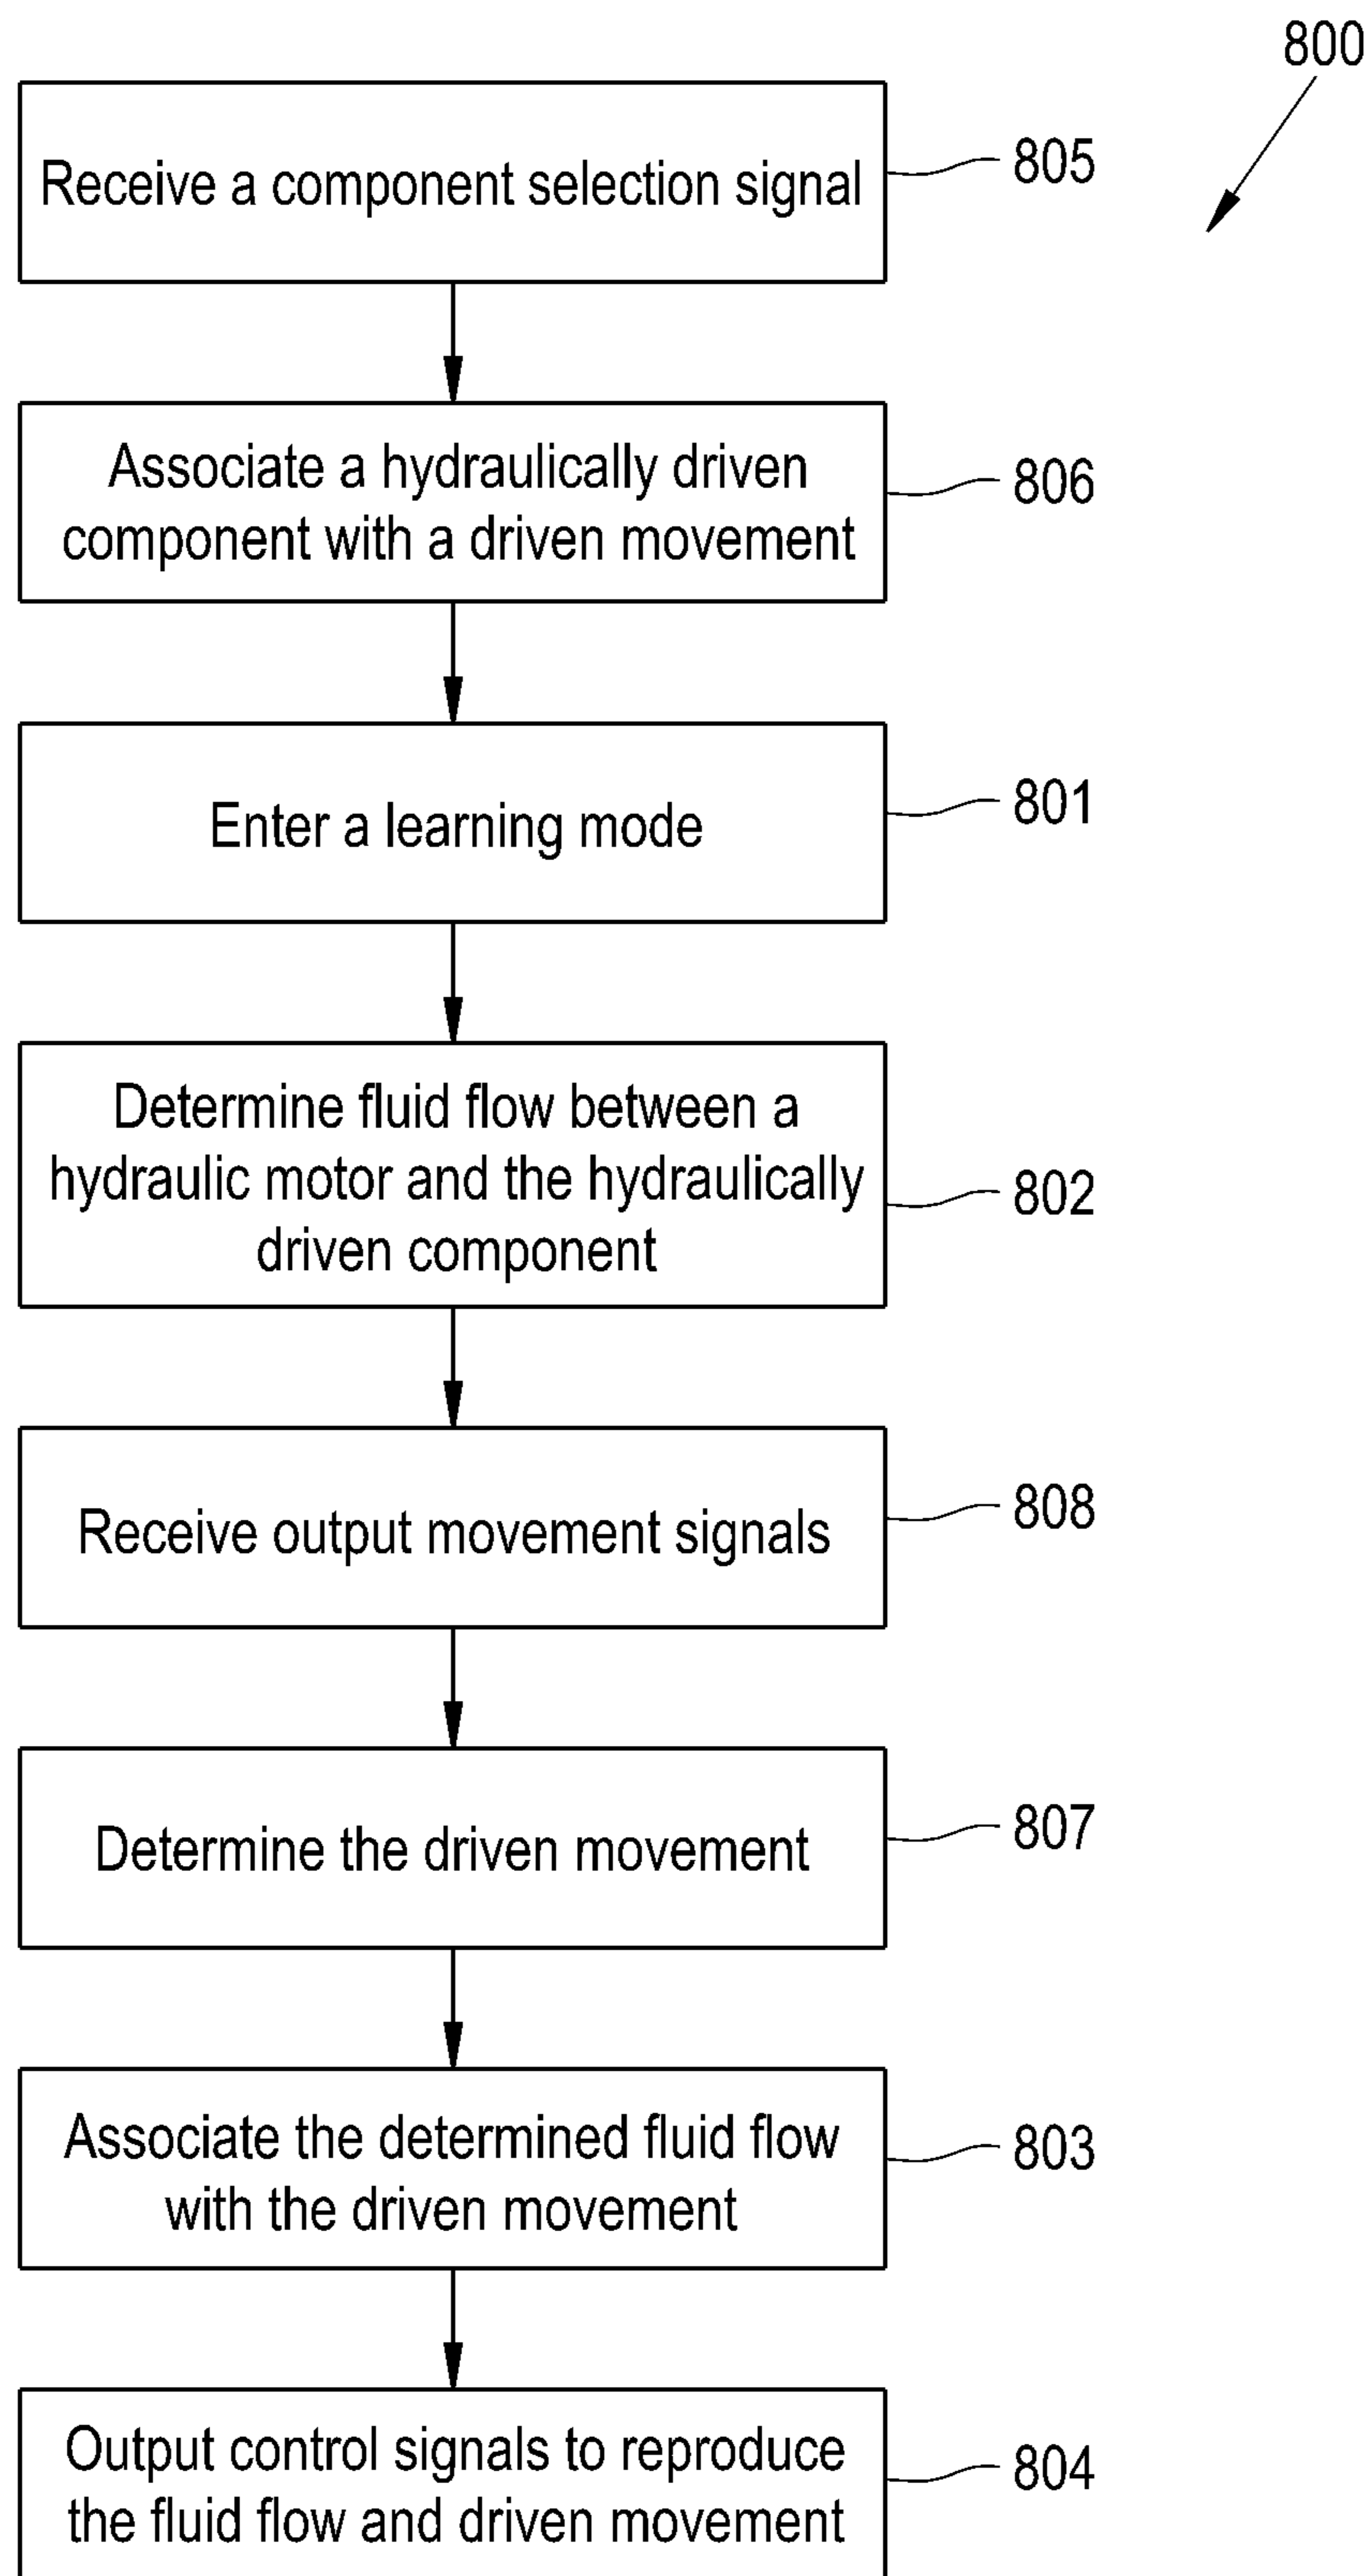 800
Receive a component selection signal
805
Associate a hydraulically driven
component with a driven movement
806
Enter a learning mode
801
Determine fluid flow between a
hydraulic motor and the hydraulically
driven component
802
Receive output movement signals
808
Determine the driven movement
807
Associate the determined fluid flow
with the driven movement
803
Output control signals to reproduce
the fluid flow and driven movement
804